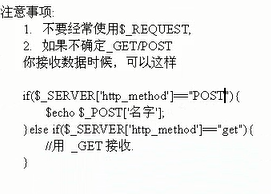 注意事项:
1. 不要经常使用$_REQUEST,
2. 如果不确定_GET/POST
你接收数据时候，可以这样
if($_SERVER['http_method']=="POST"){
$echo $_POST['名字'];
}else if($_SERVER['http_method']=="get"){
//用 _GET 接收.
}